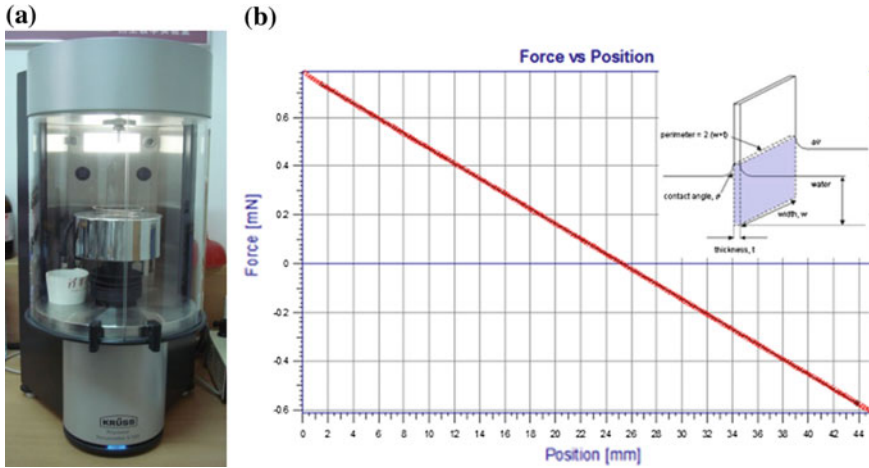 (a)
KRÜSS
(b)
Force vs Position
Force [mN]
0.6
0.4
0.2
0
-0.2
-0.4
-0.6
0 2 4 6 8 10 12 14 16 18 20 22 24 26 28 30 32 34 36 38 40 42 44
Position [mm]
perimeter = 2 (w+t)
air
water
contact angle,
width, w
thickness, t